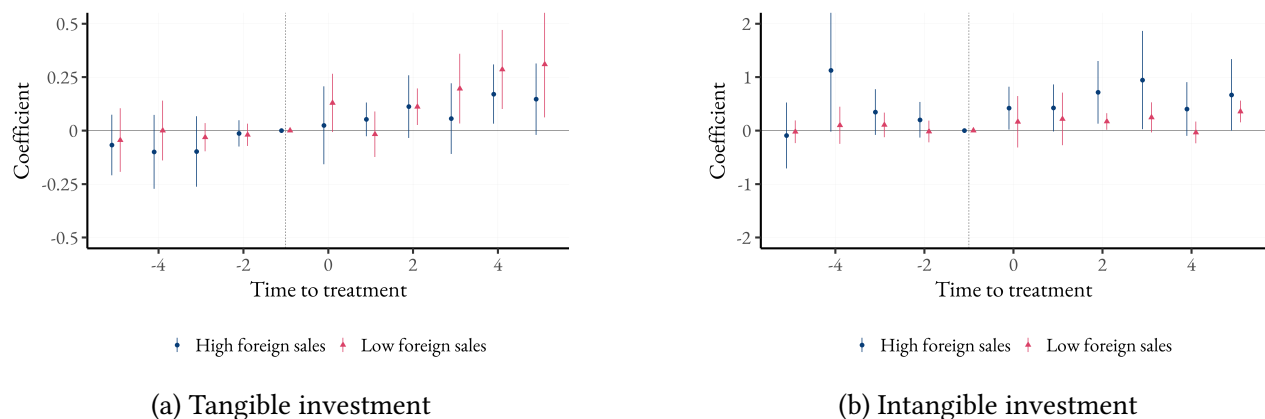 0.5
0.25
0
-0.25
-0.5
Coefficient
-4
-2
0
2
4
Time to treatment
High foreign sales
Low foreign sales
(a) Tangible investment
2
1
0
-1
-2
Coefficient
-4
-2
0
2
4
Time to treatment
High foreign sales
Low foreign sales
(b) Intangible investment